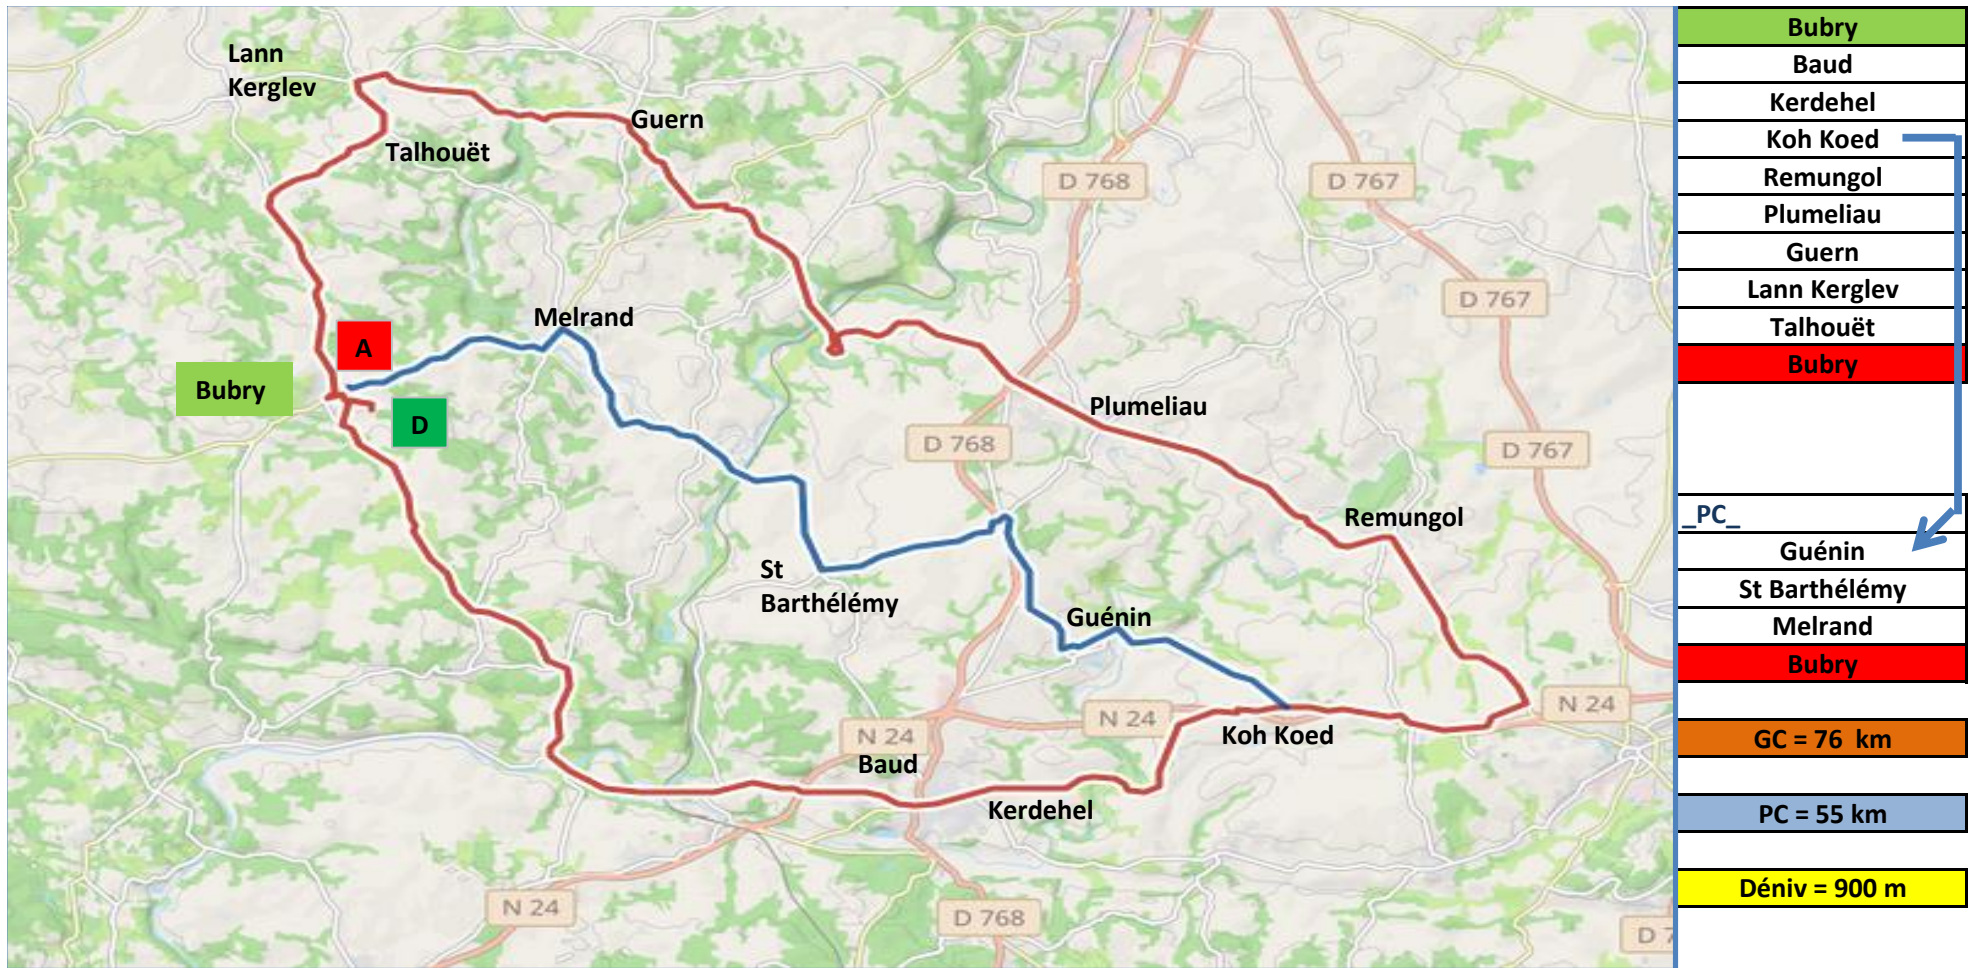 Lann
Kerglev
Guern
Talhouët
D 768
D 767
D 767
Melrand
A
Bubry
D
Plumeliau
D 768
D 767
Remungol
St
Barthélémy
Guénin
N 24
N 24
N 24
Koh Koed
Baud
Kerdehel
N 24
D 768
D 7
Bubry
Baud
Kerdehel
Koh Koed
Remungol
Plumeliau
Guern
Lann Kerglev
Talhouët
Bubry
_PC_
Guénin
St Barthélémy
Melrand
Bubry
GC = 76  km
PC = 55 km
Déniv = 900 m